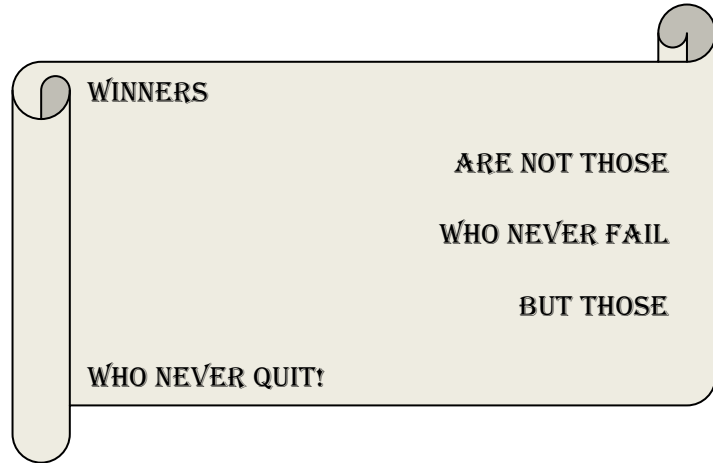 WINNERS
ARE NOT THOSE
WHO NEVER FAIL
BUT THOSE
WHO NEVER QUIT!